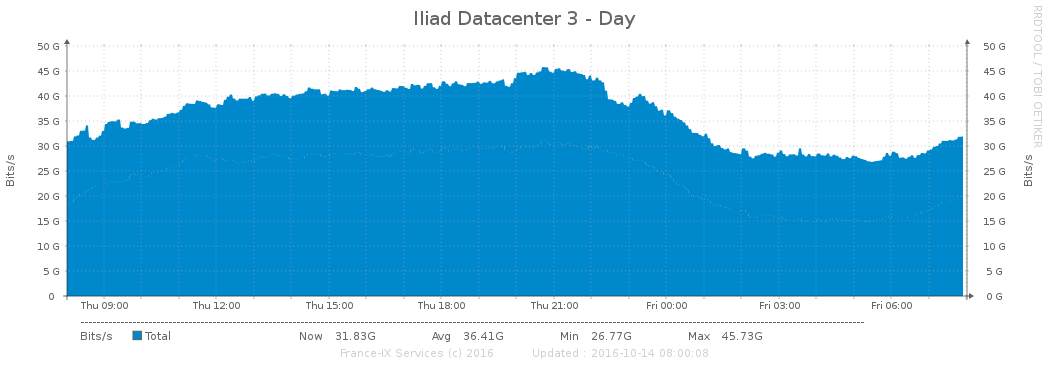 Iliad Datacenter 3 - Day
RRDTOOL / TOBI OETIKER
Bits/s
50 G 50 G
45 G 45 G
40 G 40 G
35 G 35 G
30 G 30 G
25 G 25 G
20 G 20 G
15 G 15 G
10 G 10 G
5 G 5 G
0 0 G
Bits/s
Thu 09:00 Thu 12:00 Thu 15:00 Thu 18:00 Thu 21:00 Fri 00:00 Fri 03:00 Fri 06:00
Bits/s Total Now 31.83G Avg 36.41G Min 26.77G Max 45.73G
France-IX Services (c) 2016 Updated : 2016-10-14 08:00:08